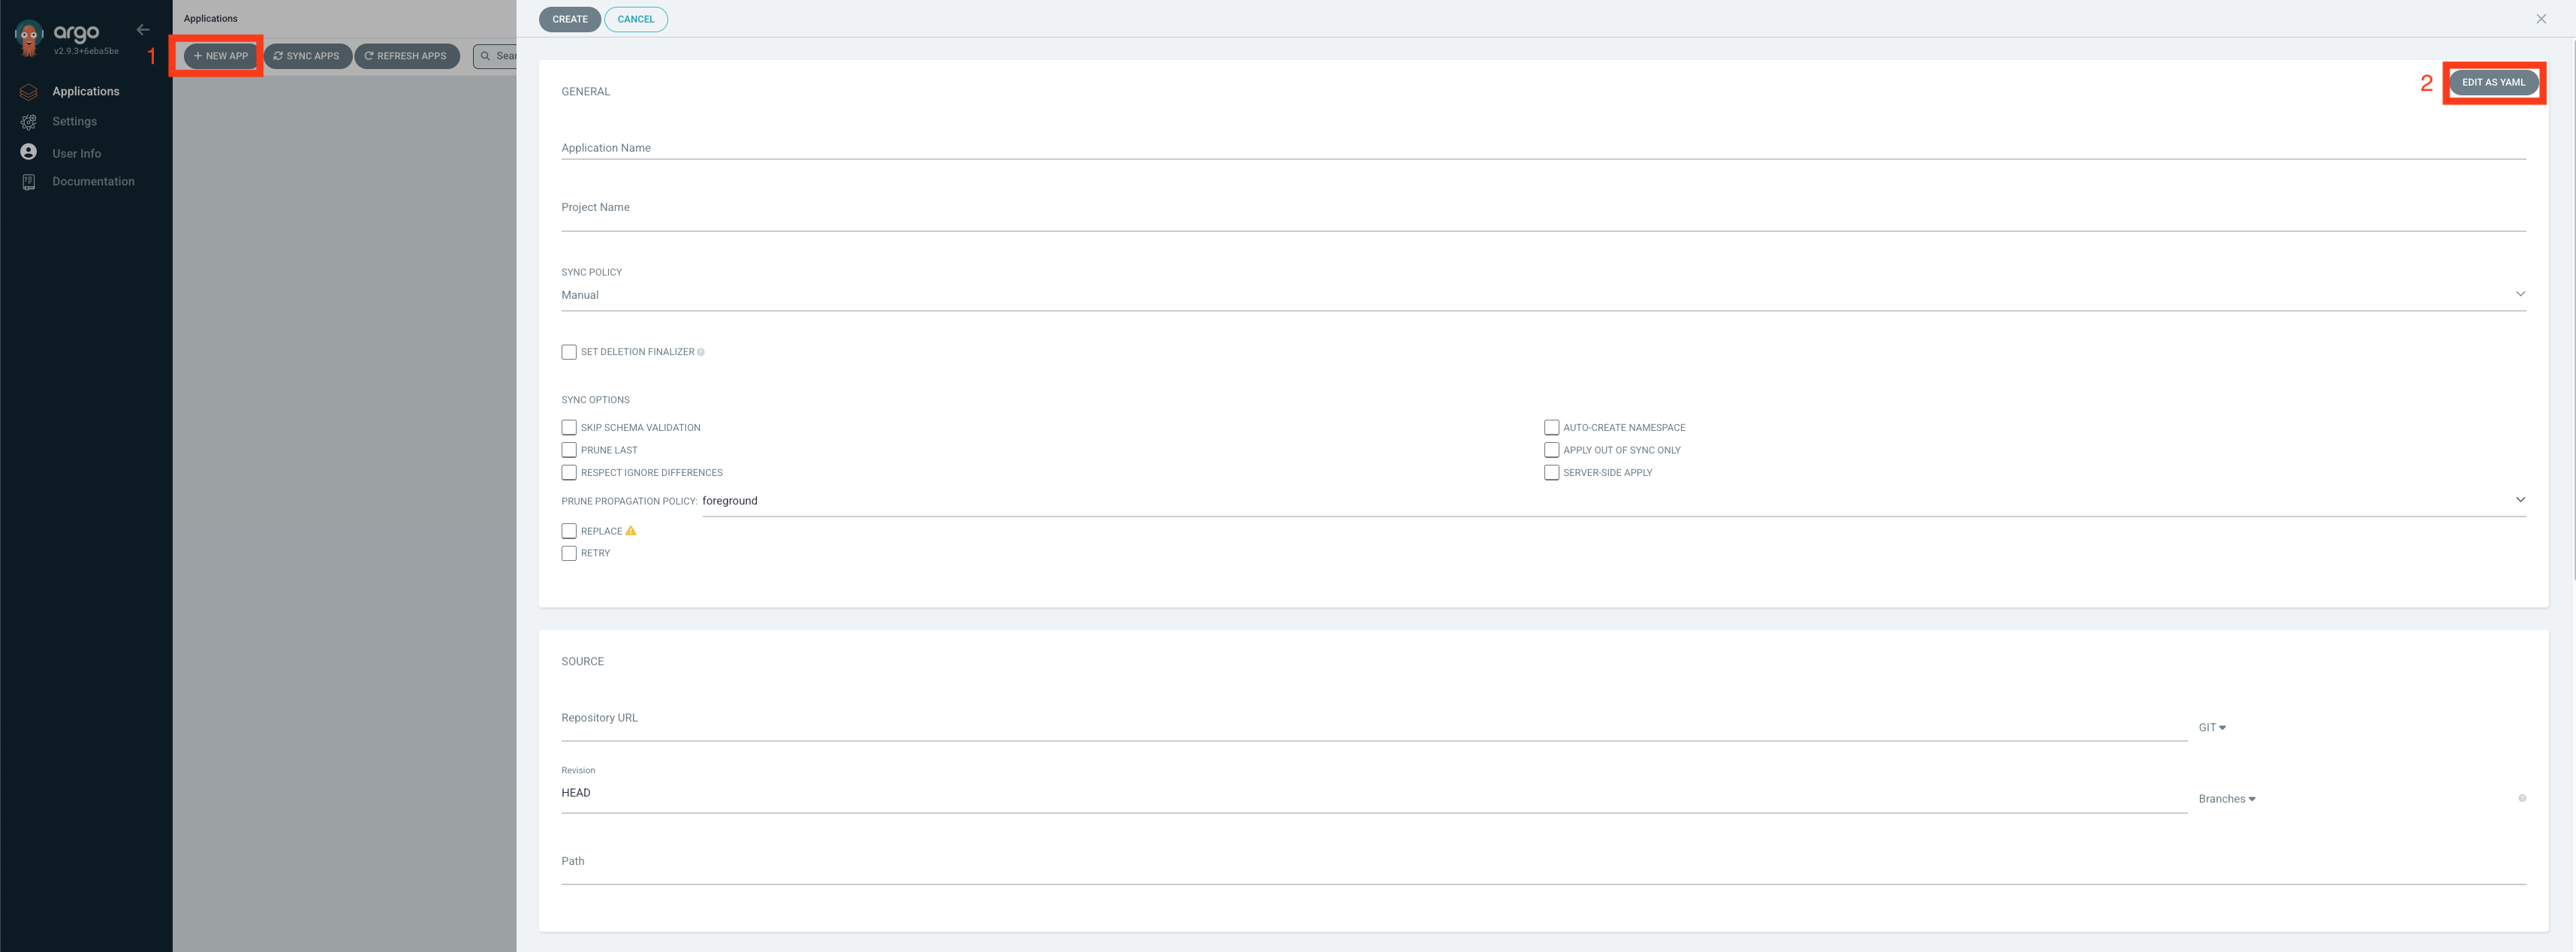 argo
v2.9.3+6eba5be
Applications
Settings
User Info
Documentation
Applications
1
+ NEW APP
SYNC APPS
REFRESH APPS
Sear
CREATE
CANCEL
2
EDIT AS YAML
GENERAL
Application Name
Project Name
SYNC POLICY
Manual
SET DELETION FINALIZER
SYNC OPTIONS
SKIP SCHEMA VALIDATION
AUTO-CREATE NAMESPACE
PRUNE LAST
APPLY OUT OF SYNC ONLY
RESPECT IGNORE DIFFERENCES
SERVER-SIDE APPLY
PRUNE PROPAGATION POLICY: foreground
REPLACE
RETRY
SOURCE
Repository URL
GIT
Revision
HEAD
Branches
Path